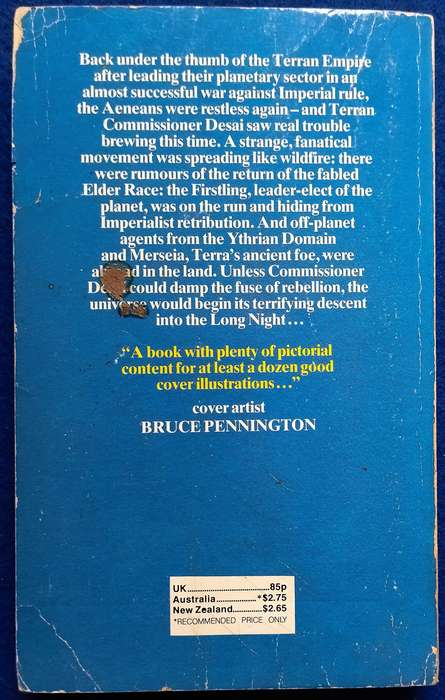 Back under the thumb of the Terran Empire
after leading their planetary sector in an
almost successful war against Imperial rule,
the Aeneans were restless again – and Terran
Commissioner Desai saw real trouble
brewing this time. A strange, fanatical
movement was spreading like wildfire: there
were rumours of the return of the fabled
Elder Race: the Firstling, leader-elect of the
planet, was on the run and hiding from
Imperialist retribution. And off-planet
agents from the Ythrian Domain
and Merseia, Terra's ancient foe, were
in the land. Unless Commissioner
could damp the fuse of rebellion, the
universe would begin its terrifying descent
into the Long Night...
"A book with plenty of pictorial
content for at least a dozen good
cover illustrations..."
cover artist
BRUCE PENNINGTON
UK....................................85p
Australia..................*$2.75
New Zealand.............$2.65
*RECOMMENDED PRICE ONLY